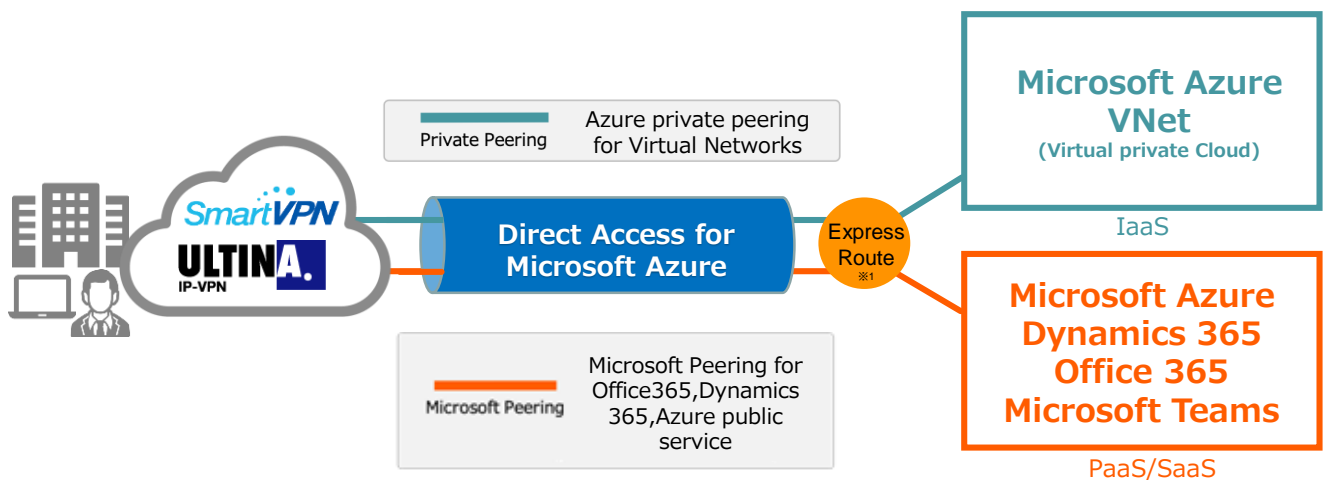 Private Peering
Azure private peering
for Virtual Networks
Microsoft Azure
VNet
(Virtual private Cloud)
IaaS
SmartVPN
ULTINA.
IP-VPN
Direct Access for
Microsoft Azure
Express
Route
※1
Microsoft Peering
Microsoft Peering for
Office365,Dynamics
365,Azure public
service
Microsoft Azure
Dynamics 365
Office 365
Microsoft Teams
PaaS/SaaS